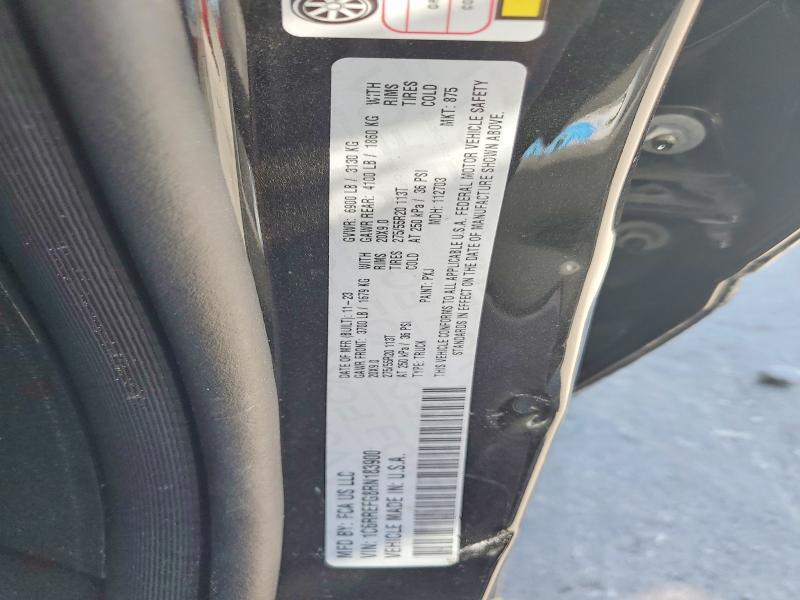 MFD BY: FCA US LLC
VIN: 1C6RREFG8RN183900
VEHICLE MADE IN: U.S.A.
DATE OF MFR. (BUILT): 11-23 GVWR: 6900 LB / 3130 KG
GAWR FRONT: 3700 LB / 1679 KG WITH GAWR REAR: 4100 LB / 1860 KG WITH
20X9.0 RIMS 20X9.0 RIMS
275/55R20 113T TIRES 275/55R20 113T TIRES
AT 250 kPa / 36 PSI COLD AT 250 kPa / 36 PSI COLD
TYPE: TRUCK PAINT: PXJ MDH: 112703 MKT: 875
THIS VEHICLE CONFORMS TO ALL APPLICABLE U.S.A. FEDERAL MOTOR VEHICLE SAFETY
STANDARDS IN EFFECT ON THE DATE OF MANUFACTURE SHOWN ABOVE.